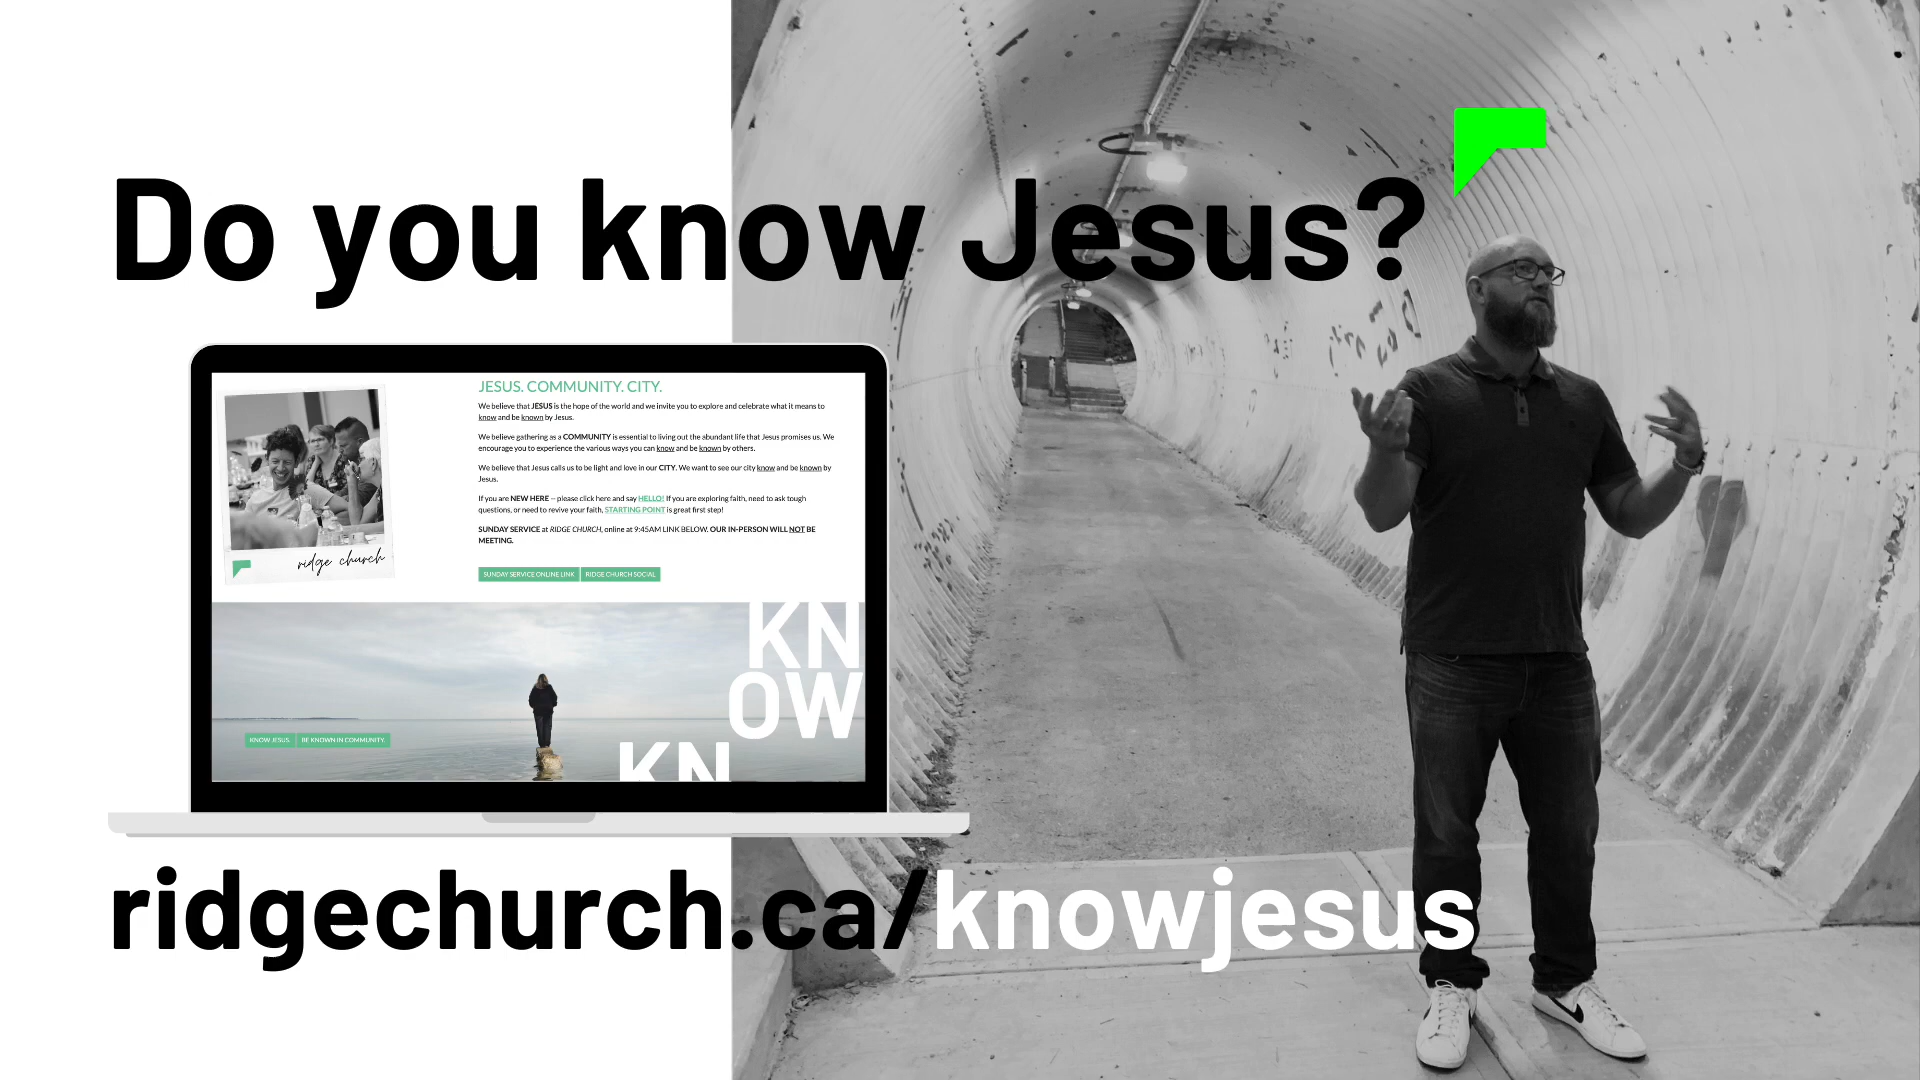 Do you know Jesus?
JESUS. COMMUNITY. CITY.
We believe that JESUS is the hope of the world and we invite you to explore and celebrate what it means to
know and be known by Jesus.
We believe gathering as a COMMUNITY is essential to living out the abundant life that Jesus promises us. We
encourage you to experience the various ways you can know and be known by others.
We believe that Jesus calls us to be light and love in our CITY. We want to see our city know and be known by
Jesus.
If you are NEW HERE – please click here and say HELLO! If you are exploring faith, need to ask tough
questions, or need to revive your faith, STARTING POINT is great first step!
SUNDAY SERVICE at RIDGE CHURCH, online at 9:45AM LINK BELOW. OUR IN-PERSON WILL NOT BE
MEETING.
ridge church
SUNDAY SERVICE ONLINE LINK RIDGE CHURCH SOCIAL
KN
OW
KNOW JESUS. BE KNOWN IN COMMUNITY.
KN
ridgechurch.ca/knowjesus